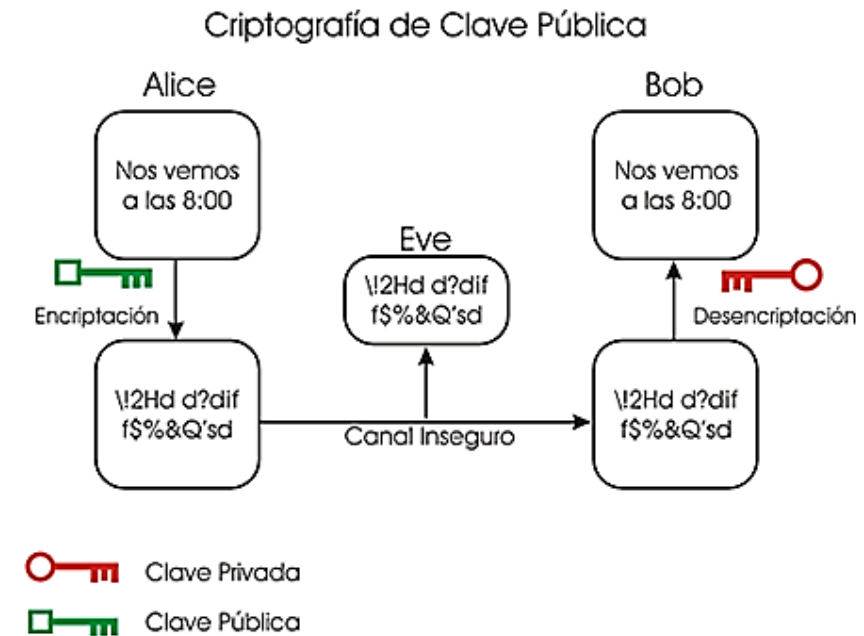 Criptografía de Clave Pública
Alice
Bob
Nos vemos
a las 8:00
Nos vemos
a las 8:00
Eve
\!2Hd d?dif
f$%&Q'sd
Encriptación
Desencriptación
\!2Hd d?dif
f$%&Q'sd
\!2Hd d?dif
f$%&Q'sd
Canal Inseguro
Clave Privada
Clave Pública